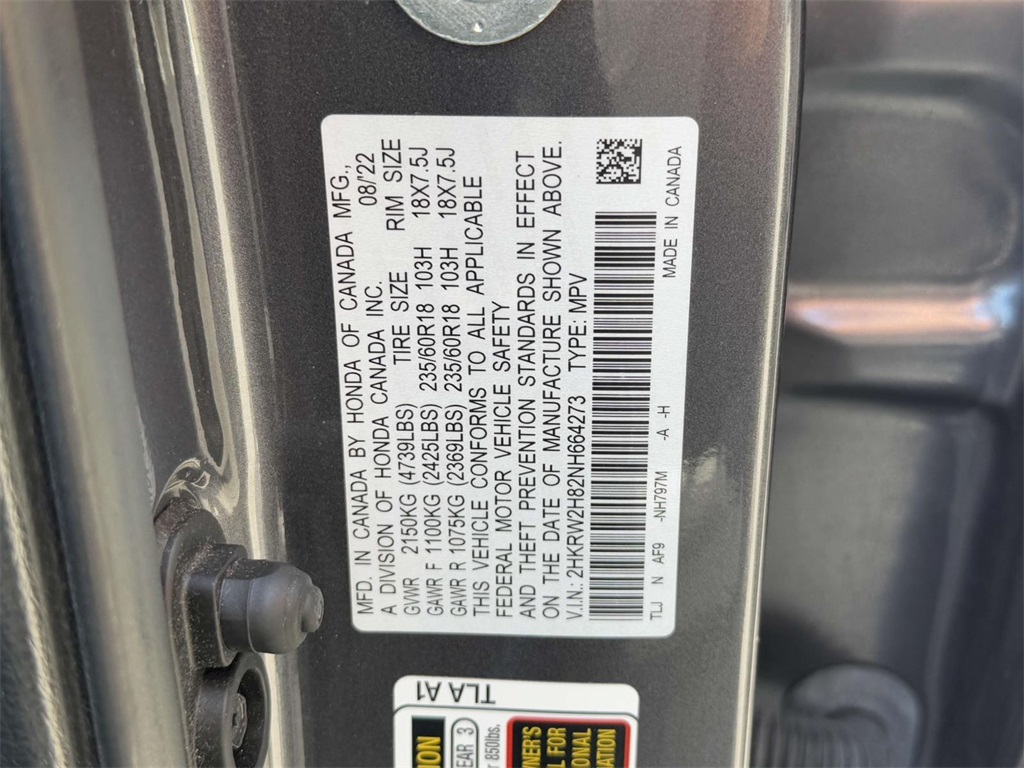 MFD. IN CANADA BY HONDA OF CANADA MFG.,
A DIVISION OF HONDA CANADA INC. 08/22
GVWR 2150KG (4739LBS) TIRE SIZE RIM SIZE
GAWR F 1100KG (2425LBS) 235/60R18 103H 18X7.5J
GAWR R 1075KG (2369LBS) 235/60R18 103H 18X7.5J
THIS VEHICLE CONFORMS TO ALL APPLICABLE
FEDERAL MOTOR VEHICLE SAFETY
AND THEFT PREVENTION STANDARDS IN EFFECT
ON THE DATE OF MANUFACTURE SHOWN ABOVE.
V.I.N.: 2HKRW2H82NH664273 TYPE: MPV
TLJ N AF9 -NH797M -A -H MADE IN CANADA
TLA A1
EAR 3
850lbs.